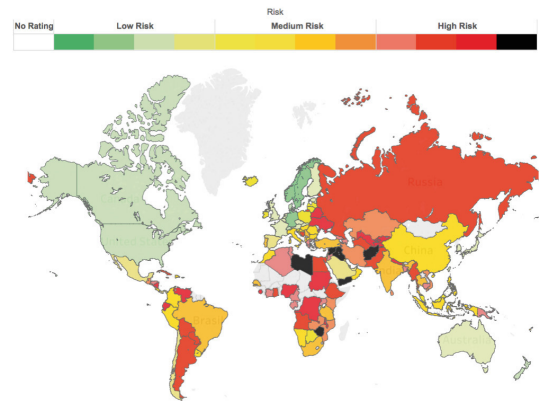 Risk
No Rating Low Risk Medium Risk High Risk
Russia
China
Brazil
Australia